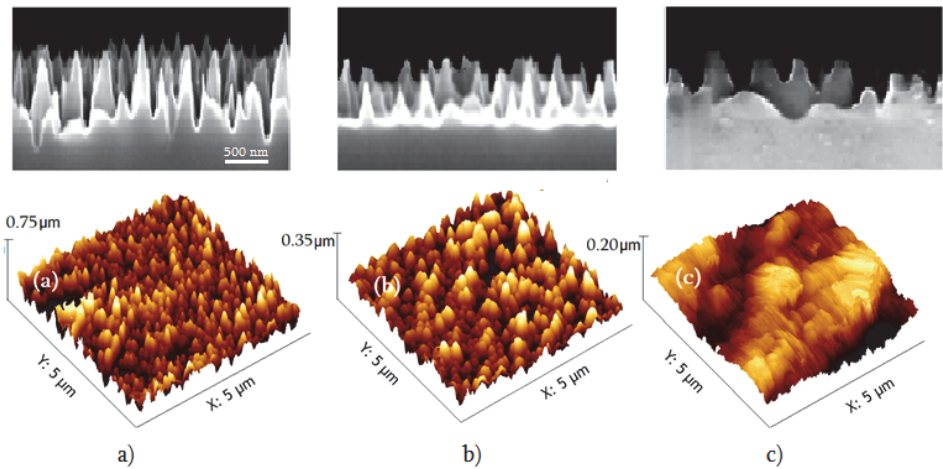 500 nm
0.75µm
0.35µm
0.20µm
(a)
(b)
(c)
Y: 5 µm
X: 5 µm
Y: 5 µm
X: 5 µm
Y: 5 µm
X: 5 µm
a)
b)
c)